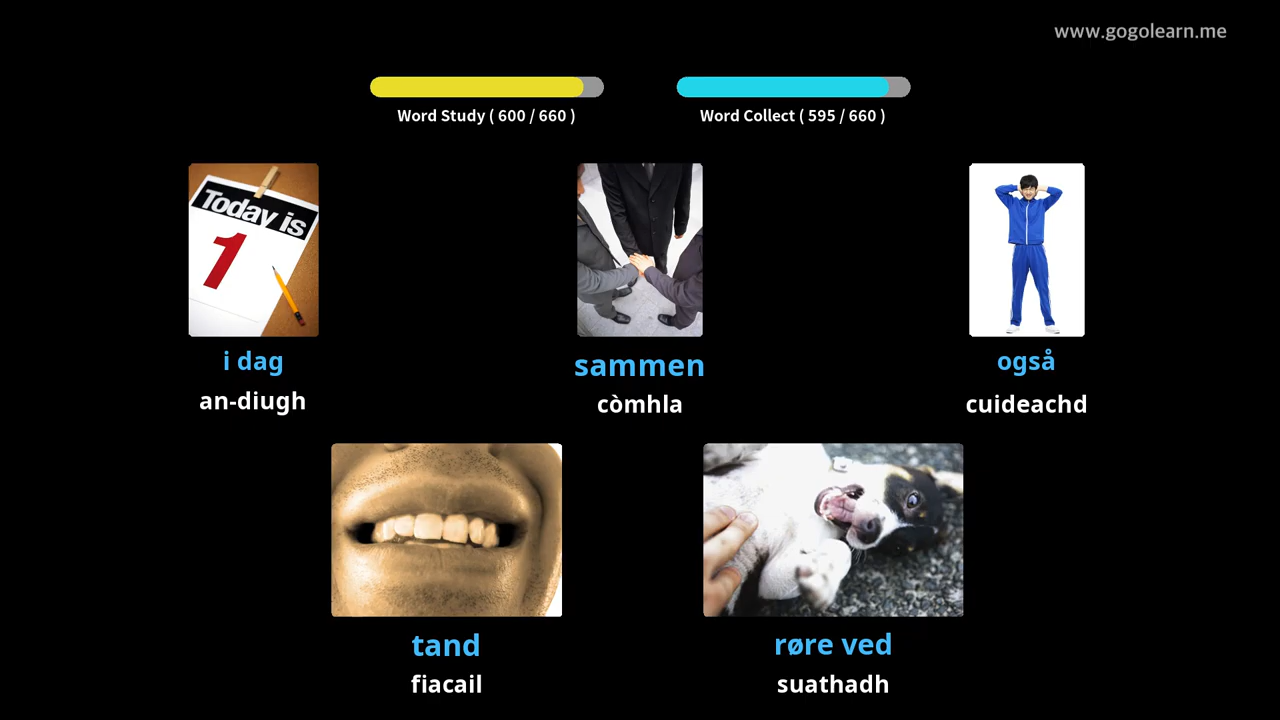 www.gogolearn.me
Word Study ( 600 / 660 )
Word Collect ( 595 / 660 )
Today is
1
i dag
an-diugh
sammen
còmhla
også
cuideachd
tand
fiacail
røre ved
suathadh